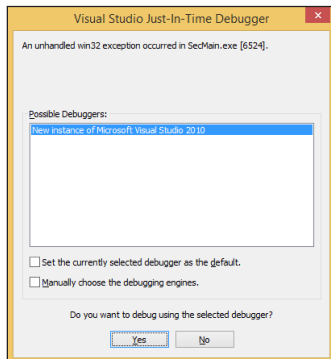 Visual Studio Just-In-Time Debugger
An unhandled win32 exception occurred in SecMain.exe [6524].
Possible Debuggers:
New instance of Microsoft Visual Studio 2010
Set the currently selected debugger as the default.
Manually choose the debugging engines.
Do you want to debug using the selected debugger?
Yes No